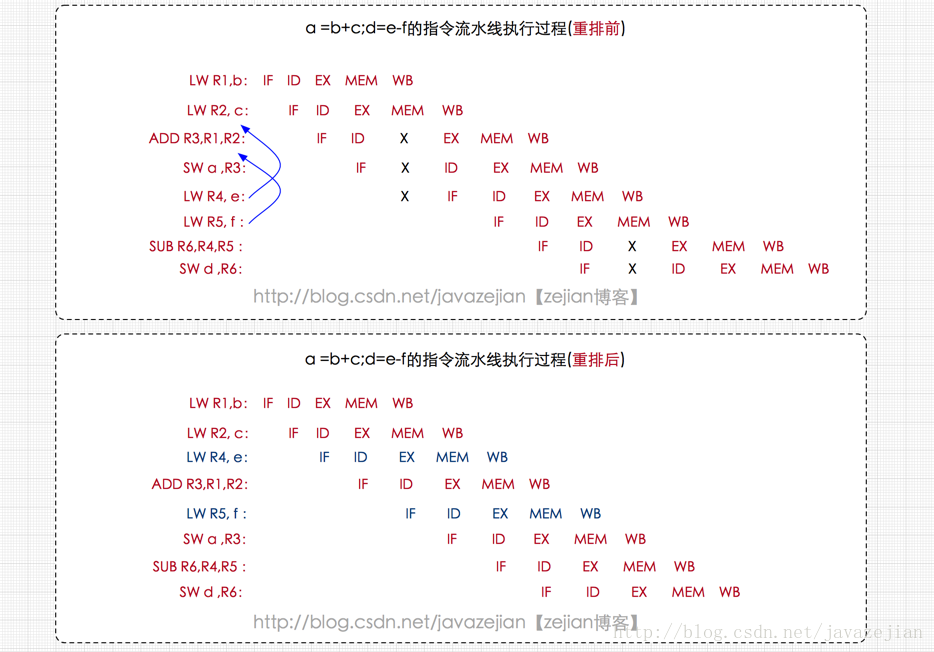 a =b+c;d=e-f的指令流水线执行过程(重排前)
LW R1,b: IF ID EX MEM WB
LW R2, c: IF ID EX MEM WB
ADD R3,R1,R2: IF ID X EX MEM WB
SW a ,R3: IF X ID EX MEM WB
LW R4, e: X IF ID EX MEM WB
LW R5, f : IF ID EX MEM WB
SUB R6,R4,R5 : IF ID X EX MEM WB
SW d ,R6: IF X ID EX MEM WB
http://blog.csdn.net/javazejian【zejian博客】
a =b+c;d=e-f的指令流水线执行过程(重排后)
LW R1,b: IF ID EX MEM WB
LW R2, c: IF ID EX MEM WB
LW R4, e: IF ID EX MEM WB
ADD R3,R1,R2: IF ID EX MEM WB
LW R5, f : IF ID EX MEM WB
SW a ,R3: IF ID EX MEM WB
SUB R6,R4,R5 : IF ID EX MEM WB
SW d ,R6: IF ID EX MEM WB
http://blog.csdn.net/javazejian【zejian博客】
http://blog.csdn.net/javazejian